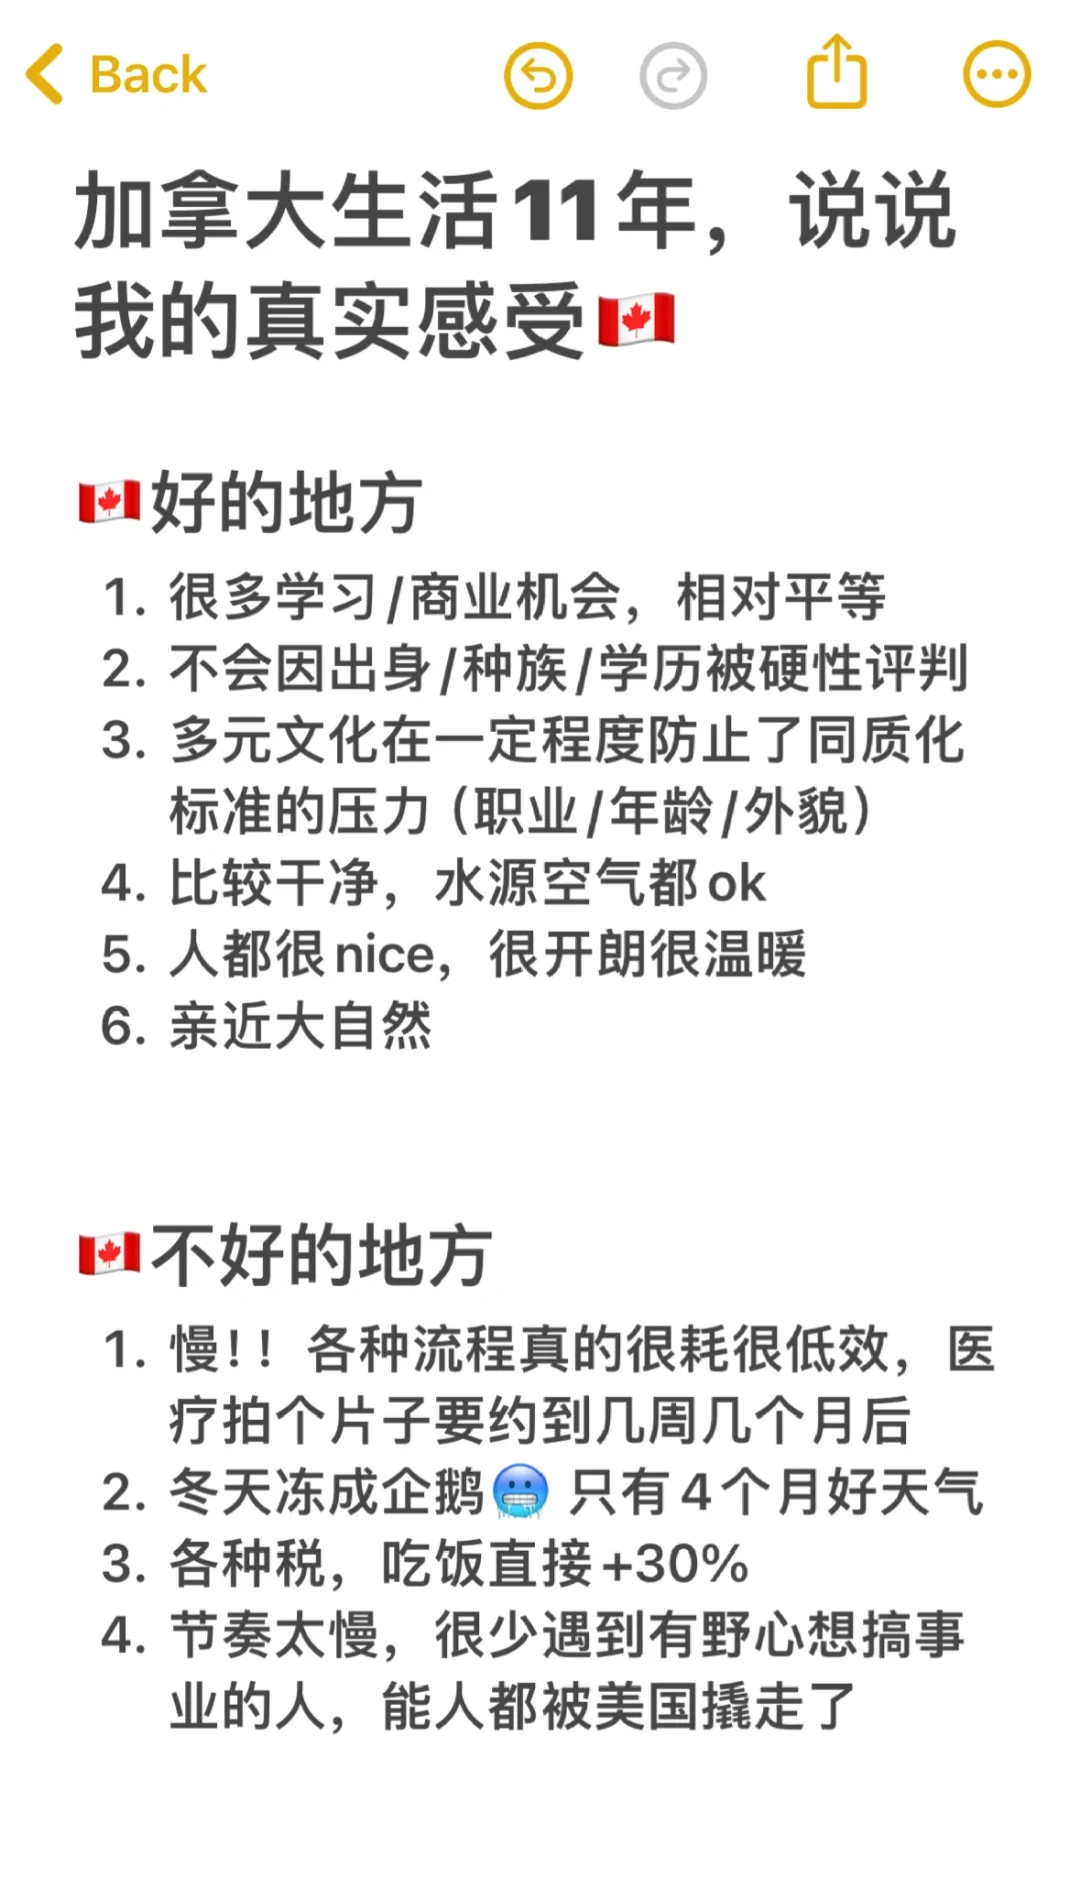 Back
加拿大生活11年，说说
我的真实感受🇨🇦
🇨🇦好的地方
1. 很多学习/商业机会，相对平等
2. 不会因出身/种族/学历被硬性评判
3. 多元文化在一定程度防止了同质化
标准的压力（职业/年龄/外貌）
4. 比较干净，水源空气都ok
5. 人都很nice，很开朗很温暖
6. 亲近大自然
🇨🇦不好的地方
1. 慢！！各种流程真的很耗很低效，医
疗拍个片子要约到几周几个月后
2. 冬天冻成企鹅🥶 只有4个月好天气
3. 各种税，吃饭直接+30%
4. 节奏太慢，很少遇到有野心想搞事
业的人，能人都被美国撬走了